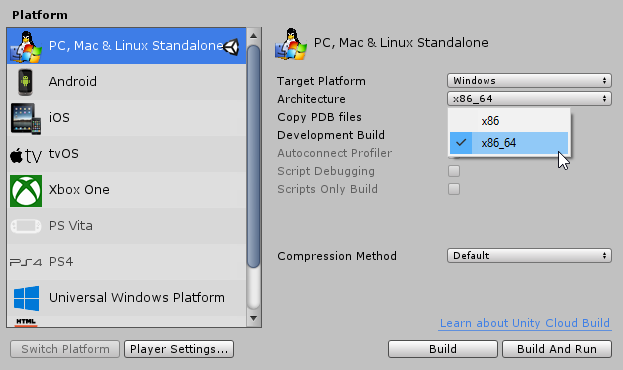 Platform
PC, Mac & Linux Standalone
Android
iOS
tv tvOS
Xbox One
PS Vita
PS4 PS4
Universal Windows Platform
HTML
Switch Platform
Player Settings...
PC, Mac & Linux Standalone
Target Platform Windows
Architecture x86_64
Copy PDB files x86
Development Build x86_64
Autoconnect Profiler
Script Debugging
Scripts Only Build
Compression Method Default
Learn about Unity Cloud Build
Build
Build And Run